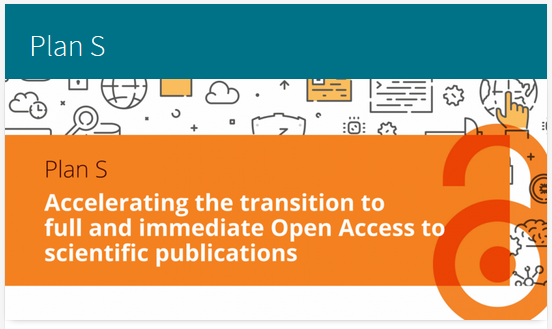 Plan S
Plan S
Accelerating the transition to
full and immediate Open Access to
scientific publications